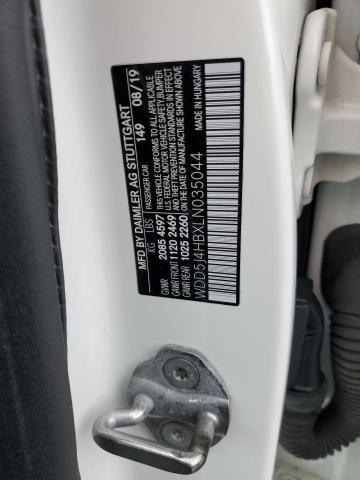 MFD BY DAIMLER AG STUTTGART
149 08/19
PASSENGER CAR
THIS VEHICLE CONFORMS TO ALL APPLICABLE
U.S. FEDERAL MOTOR VEHICLE SAFETY,BUMPER
AND THEFT PREVENTION STANDARDS IN EFFECT
ON THE DATE OF MANUFACTURE SHOWN ABOVE
KG LBS
GVWR 2085 4597
GAWR FRONT 1120 2469
GAWR REAR 1025 2260
MADE IN HUNGARY
WDD5J4HBXLN035044